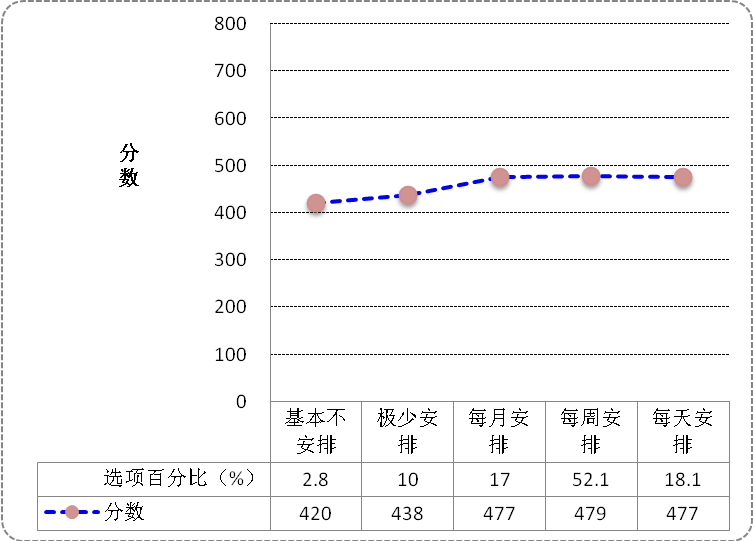 800
700
600
500
400
300
200
100
0
分
数
基本不
安排
极少安
排
每月安
排
每周安
排
每天安
排
选项百分比（%） 2.8 10 17 52.1 18.1
分数 420 438 477 479 477